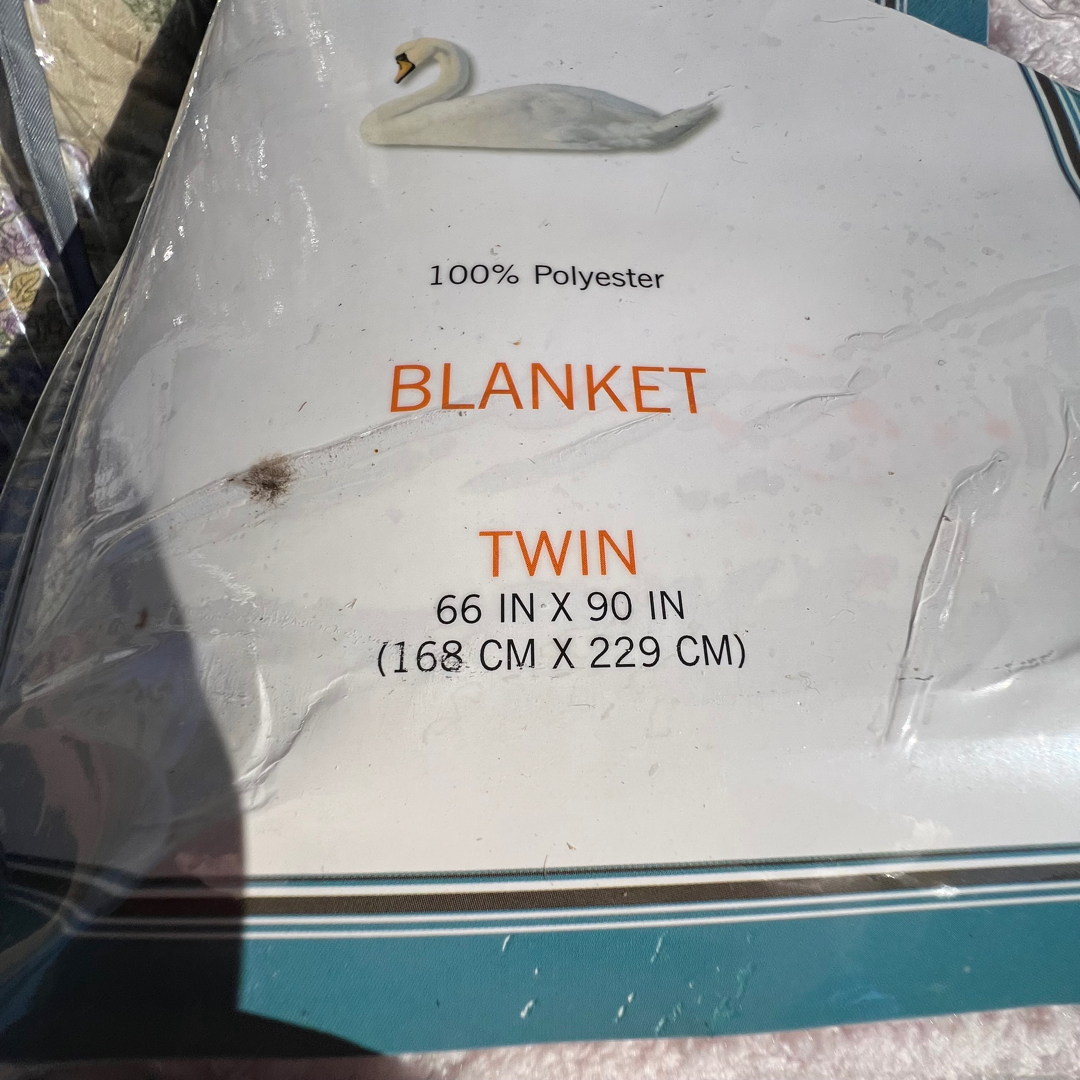 100% Polyester
BLANKET
TWIN
66 IN X 90 IN
(168 CM X 229 CM)